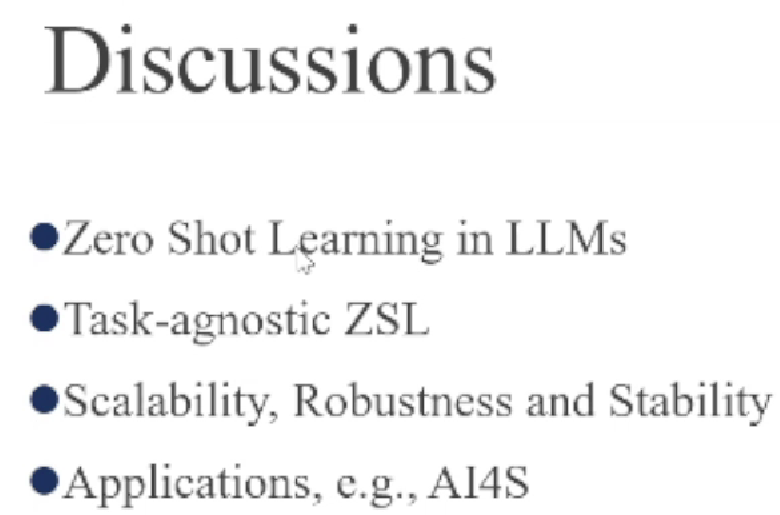 Discussions
●Zero Shot Learning in LLMs
●Task-agnostic ZSL
●Scalability, Robustness and Stability
●Applications, e.g., AI4S